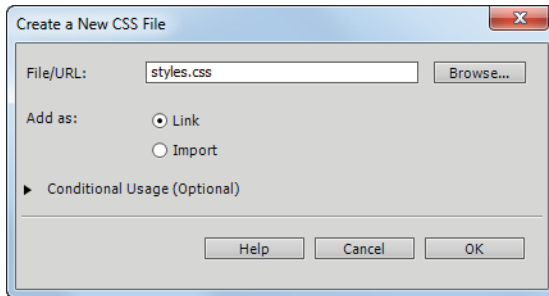 Create a New CSS File
File/URL: styles.css Browse...
Add as: Link
Import
Conditional Usage (Optional)
Help Cancel OK